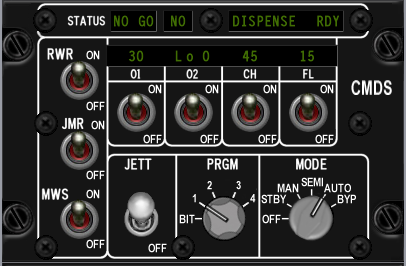 STATUS NO GO NO DISPENSE RDY
RWR ON OFF
30 Lo 0 45 15
O1 O2 CH FL
ON ON ON ON
OFF OFF OFF OFF
CMDS
JMR ON OFF
MWS ON OFF
JETT OFF
PRGM
BIT 1 2 3 4
MODE
OFF STBY MAN SEMI AUTO BYP